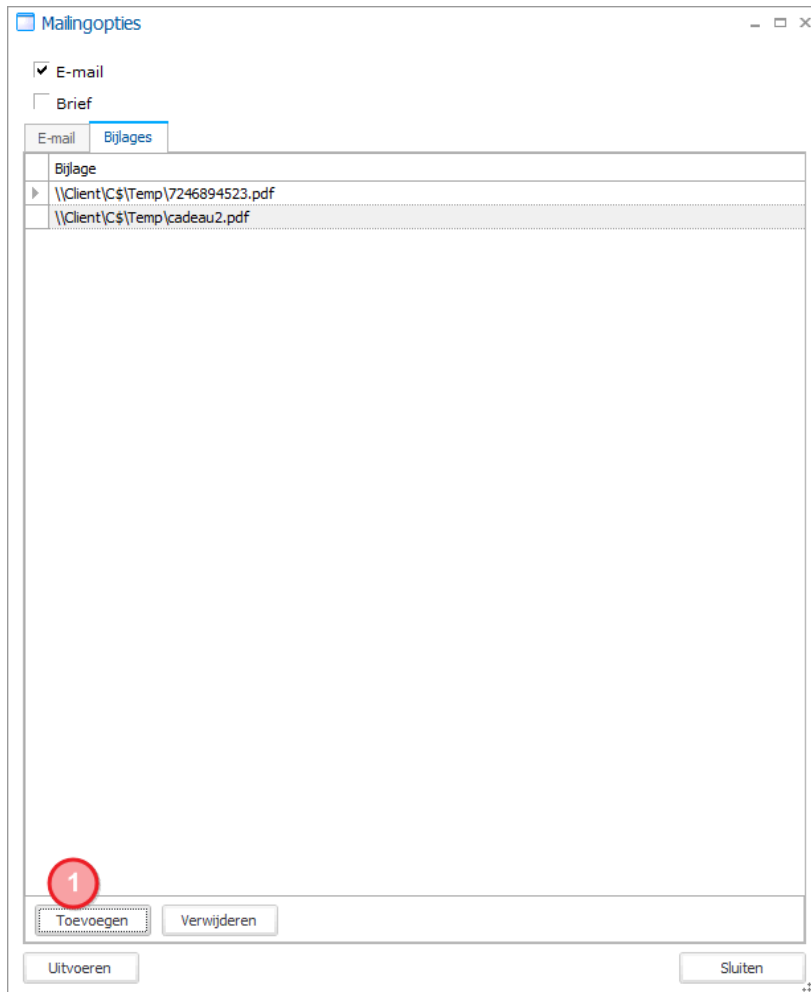 Mailingopties
E-mail
Brief
E-mail Bijlages
Bijlage
\\Client\C$\Temp\7246894523.pdf
\\Client\C$\Temp\cadeau2.pdf
1
Toevoegen Verwijderen
Uitvoeren Sluiten